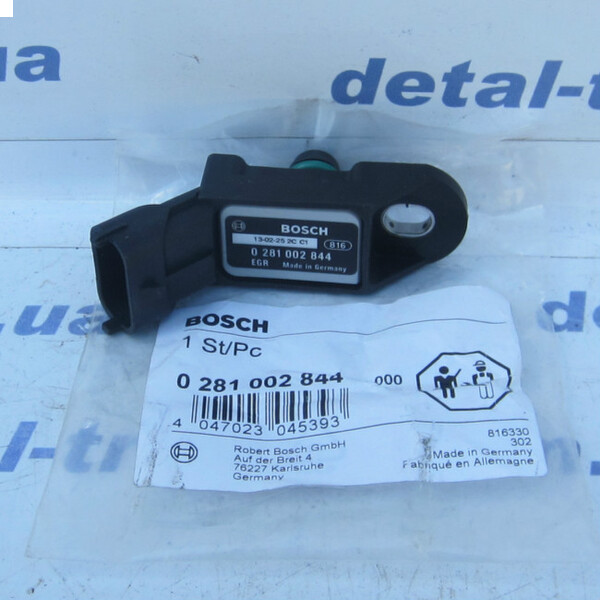 .ua
detal-t
BOSCH
13-02-25 2C C1
816
0 281 002 844
EGR Made in Germany
.ua
de
al-t
BOSCH
1 St/Pc
0 281 002 844 000
4 047023 045393
816330
302
Robert Bosch GmbH
Auf der Breit 4
76227 Karlsruhe
Germany
Made in Germany
Fabriqué en Allemagne